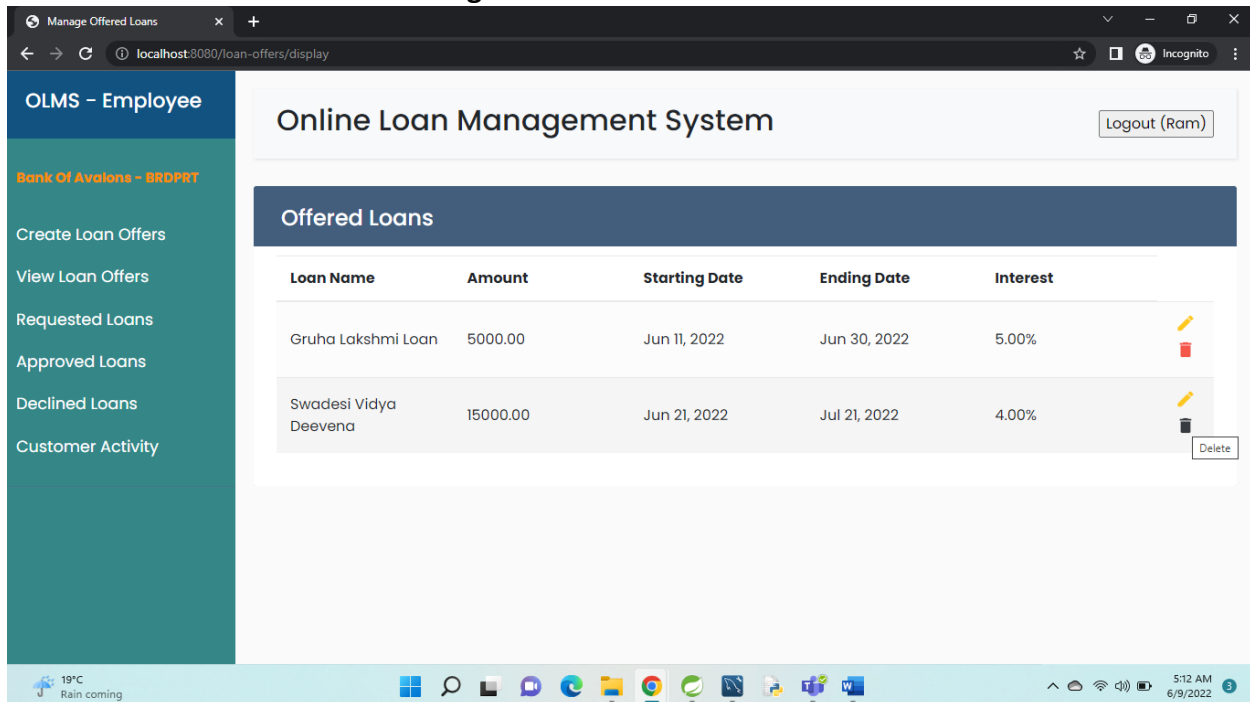 Manage Offered Loans
localhost:8080/loan-offers/display
Incognito
OLMS - Employee
Online Loan Management System
Logout (Ram)
Bank Of Avalons - BRDPRT
Create Loan Offers
View Loan Offers
Requested Loans
Approved Loans
Declined Loans
Customer Activity
Offered Loans
Loan Name Amount Starting Date Ending Date Interest
Gruha Lakshmi Loan 5000.00 Jun 11, 2022 Jun 30, 2022 5.00%
Swadesi Vidya
Deevena 15000.00 Jun 21, 2022 Jul 21, 2022 4.00%
Delete
19°C
Rain coming
5:12 AM
6/9/2022
3